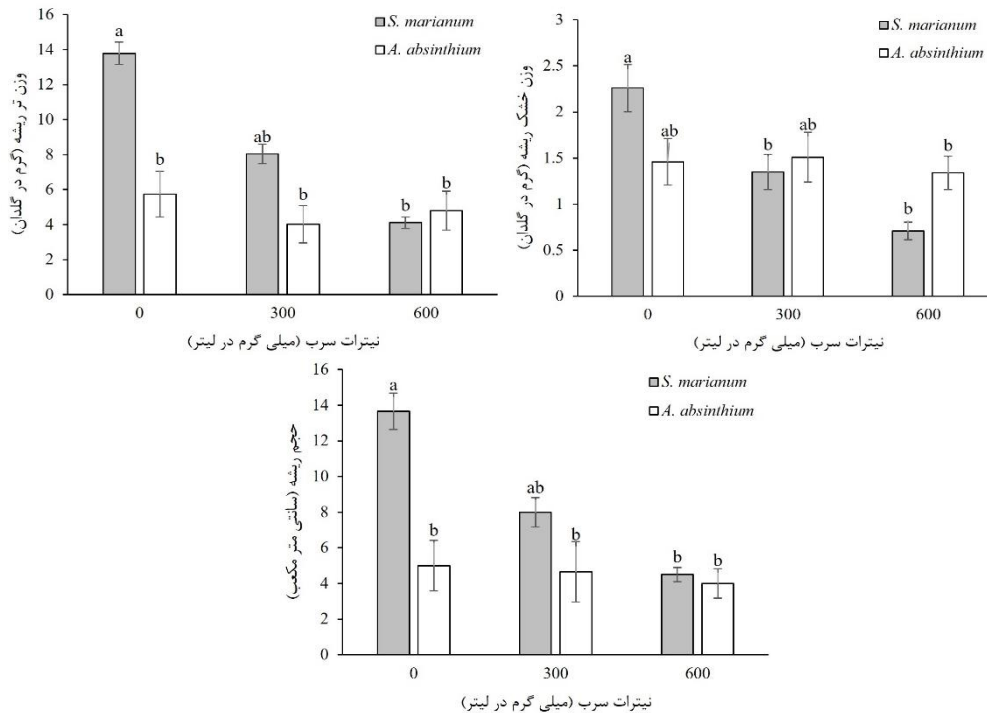 16
14
12
10
8
6
4
2
0
وزن تر ریشه (گرم در گلدان)
S. marianum
A. absinthium
a
b
ab
b
b
b
0
300
600
نیترات سرب (میلی گرم در لیتر)
3
2.5
2
1.5
1
0.5
0
وزن خشک ریشه (گرم در گلدان)
S. marianum
A. absinthium
a
ab
b
ab
b
b
0
300
600
نیترات سرب (میلی گرم در لیتر)
16
14
12
10
8
6
4
2
0
حجم ریشه (سانتی متر مکعب)
S. marianum
A. absinthium
a
b
ab
b
b
b
0
300
600
نیترات سرب (میلی گرم در لیتر)